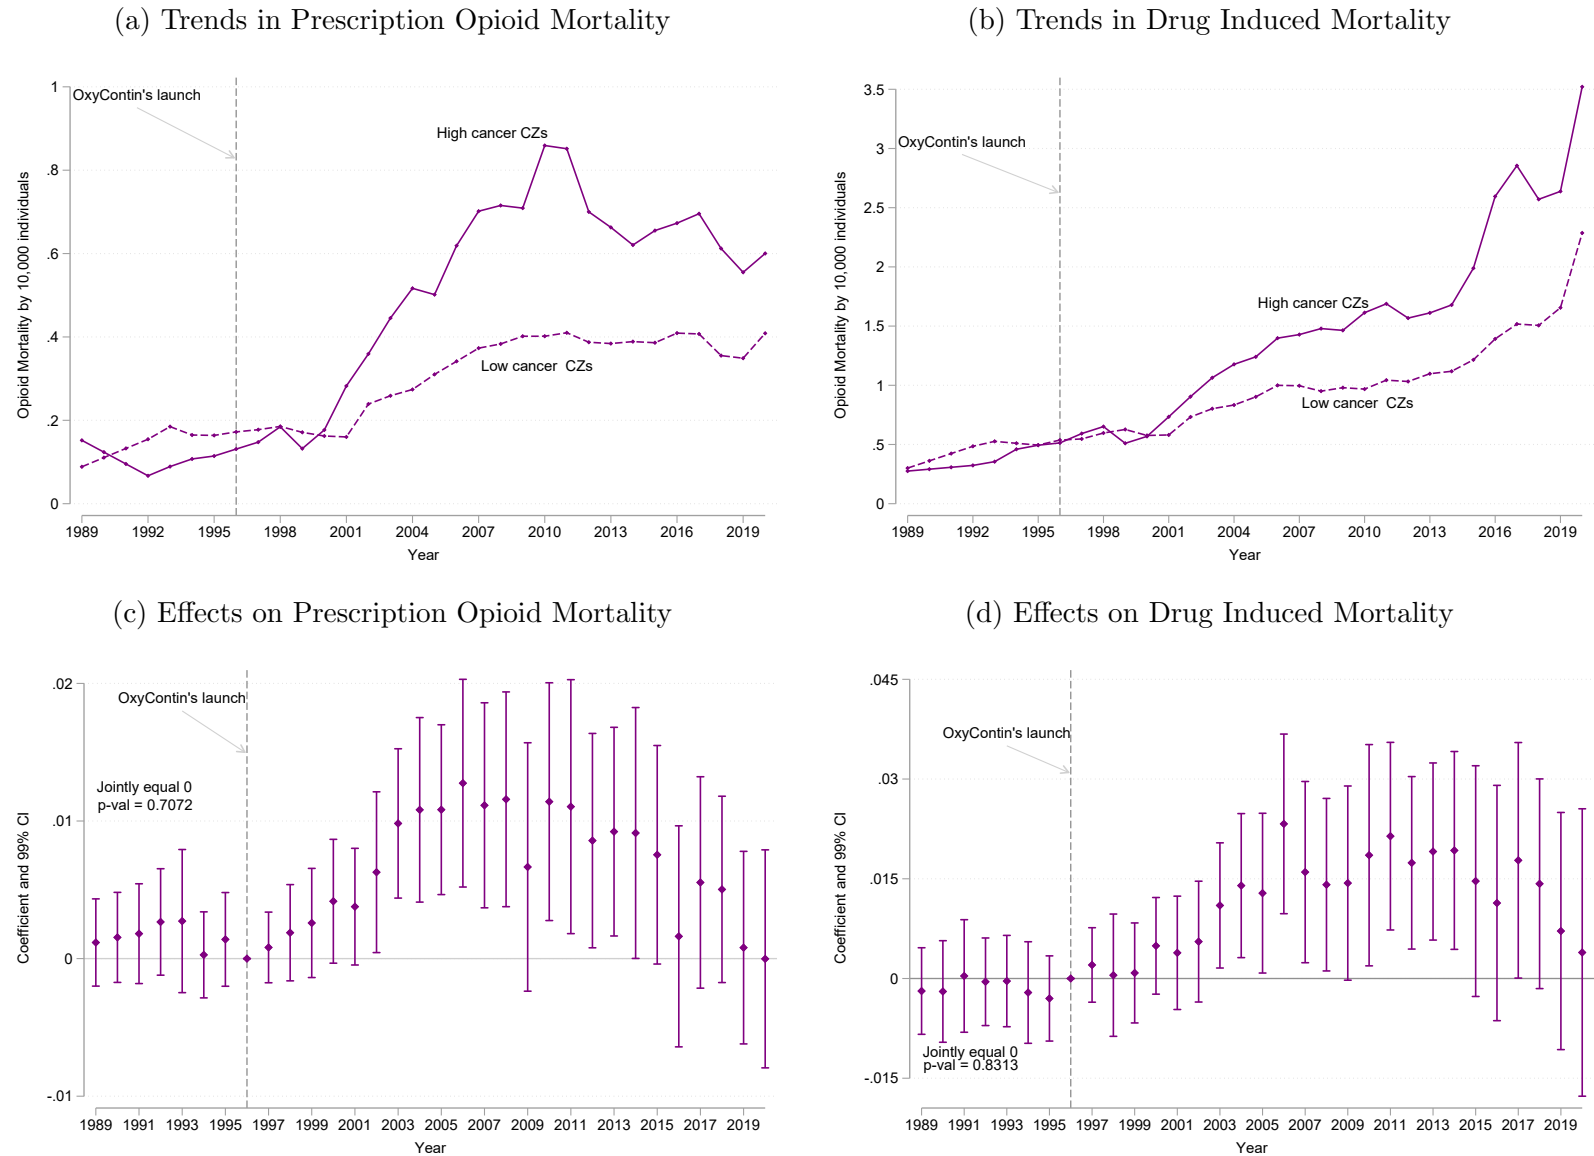 (a) Trends in Prescription Opioid Mortality
OxyContin's launch
High cancer CZs
Low cancer CZs
Opioid Mortality by 10,000 individuals
1
.8
.6
.4
.2
0
1989 1992 1995 1998 2001 2004 2007 2010 2013 2016 2019
Year
(b) Trends in Drug Induced Mortality
OxyContin's launch
High cancer CZs
Low cancer CZs
Opioid Mortality by 10,000 individuals
3.5
3
2.5
2
1.5
1
.5
0
1989 1992 1995 1998 2001 2004 2007 2010 2013 2016 2019
Year
(c) Effects on Prescription Opioid Mortality
OxyContin's launch
Jointly equal 0
p-val = 0.7072
Coefficient and 99% CI
.02
.01
0
-.01
1989 1991 1993 1995 1997 1999 2001 2003 2005 2007 2009 2011 2013 2015 2017 2019
Year
(d) Effects on Drug Induced Mortality
OxyContin's launch
Jointly equal 0
p-val = 0.8313
Coefficient and 99% CI
.045
.03
.015
0
-.015
1989 1991 1993 1995 1997 1999 2001 2003 2005 2007 2009 2011 2013 2015 2017 2019
Year